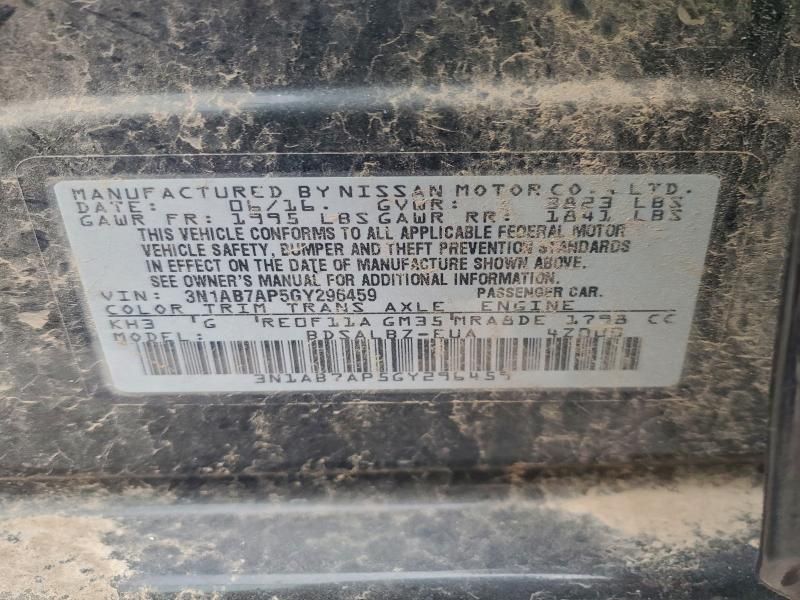 MANUFACTURED BY NISSAN MOTOR CO., LTD.
DATE: 06/16. GVWR: 3823 LBS
GAWR FR: 1995 LBS GAWR RR: 1841 LBS
THIS VEHICLE CONFORMS TO ALL APPLICABLE FEDERAL MOTOR
VEHICLE SAFETY, BUMPER AND THEFT PREVENTION STANDARDS
IN EFFECT ON THE DATE OF MANUFACTURE SHOWN ABOVE.
SEE OWNER'S MANUAL FOR ADDITIONAL INFORMATION.
VIN: 3N1AB7AP5GY296459 PASSENGER CAR.
COLOR TRIM TRANS AXLE ENGINE
KH3 G RE0F11A GM35 MRA8DE 1798 CC
MODEL: BDSALBZ-EUA
3N1AB7AP5GY296459